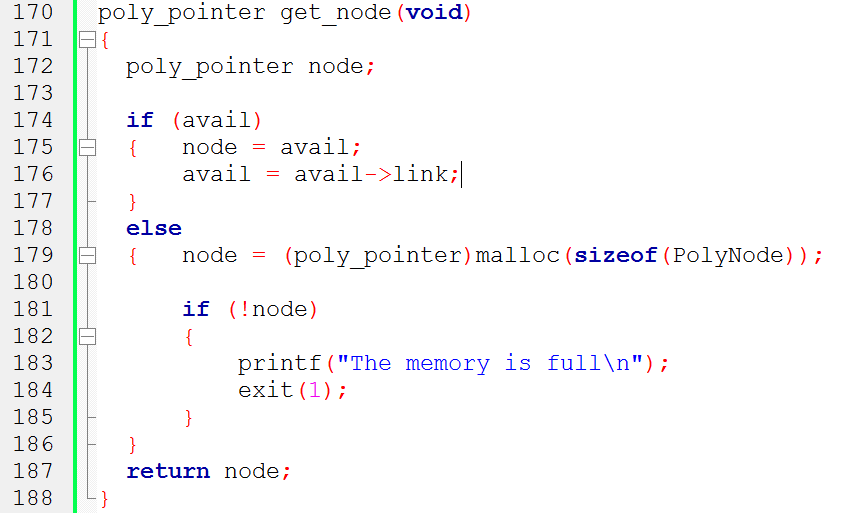 170 poly_pointer get_node(void)
171 {
172   poly_pointer node;
173
174   if (avail)
175   {   node = avail;
176       avail = avail->link;
177   }
178   else
179   {   node = (poly_pointer)malloc(sizeof(PolyNode));
180
181       if (!node)
182       {
183           printf("The memory is full\n");
184           exit(1);
185       }
186   }
187   return node;
188 }